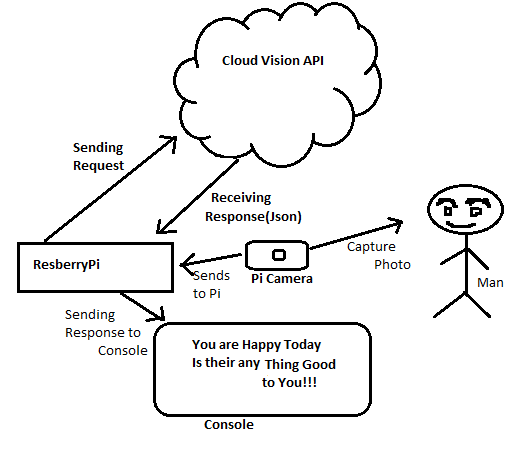 Cloud Vision API
Sending
Request
Receiving
Response(Json)
ResberryPi
Sends
to Pi
Pi Camera
Capture
Photo
Man
Sending
Response to
Console
You are Happy Today
Is their any Thing Good
to You!!!
Console